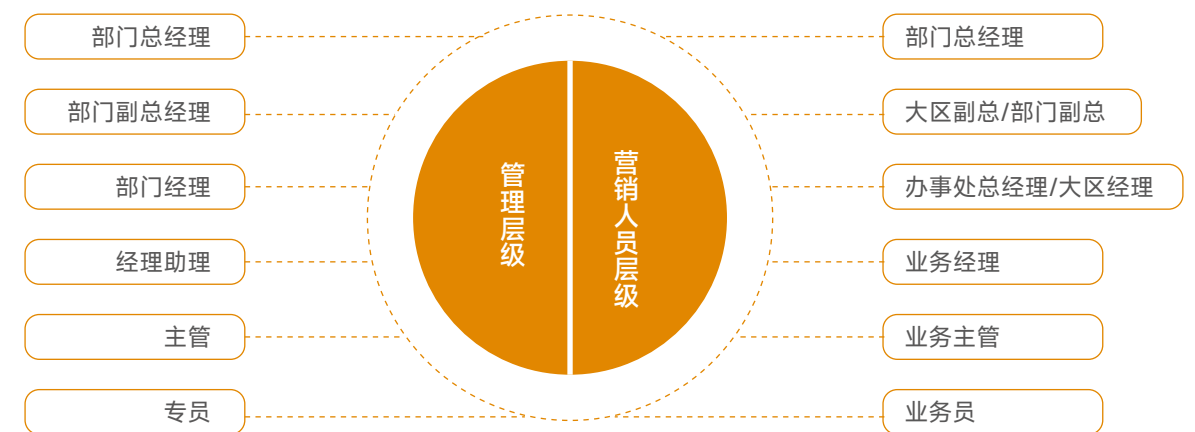 部门总经理
部门副总经理
部门经理
经理助理
主管
专员
管理层级
营销人员层级
部门总经理
大区副总/部门副总
办事处总经理/大区经理
业务经理
业务主管
业务员